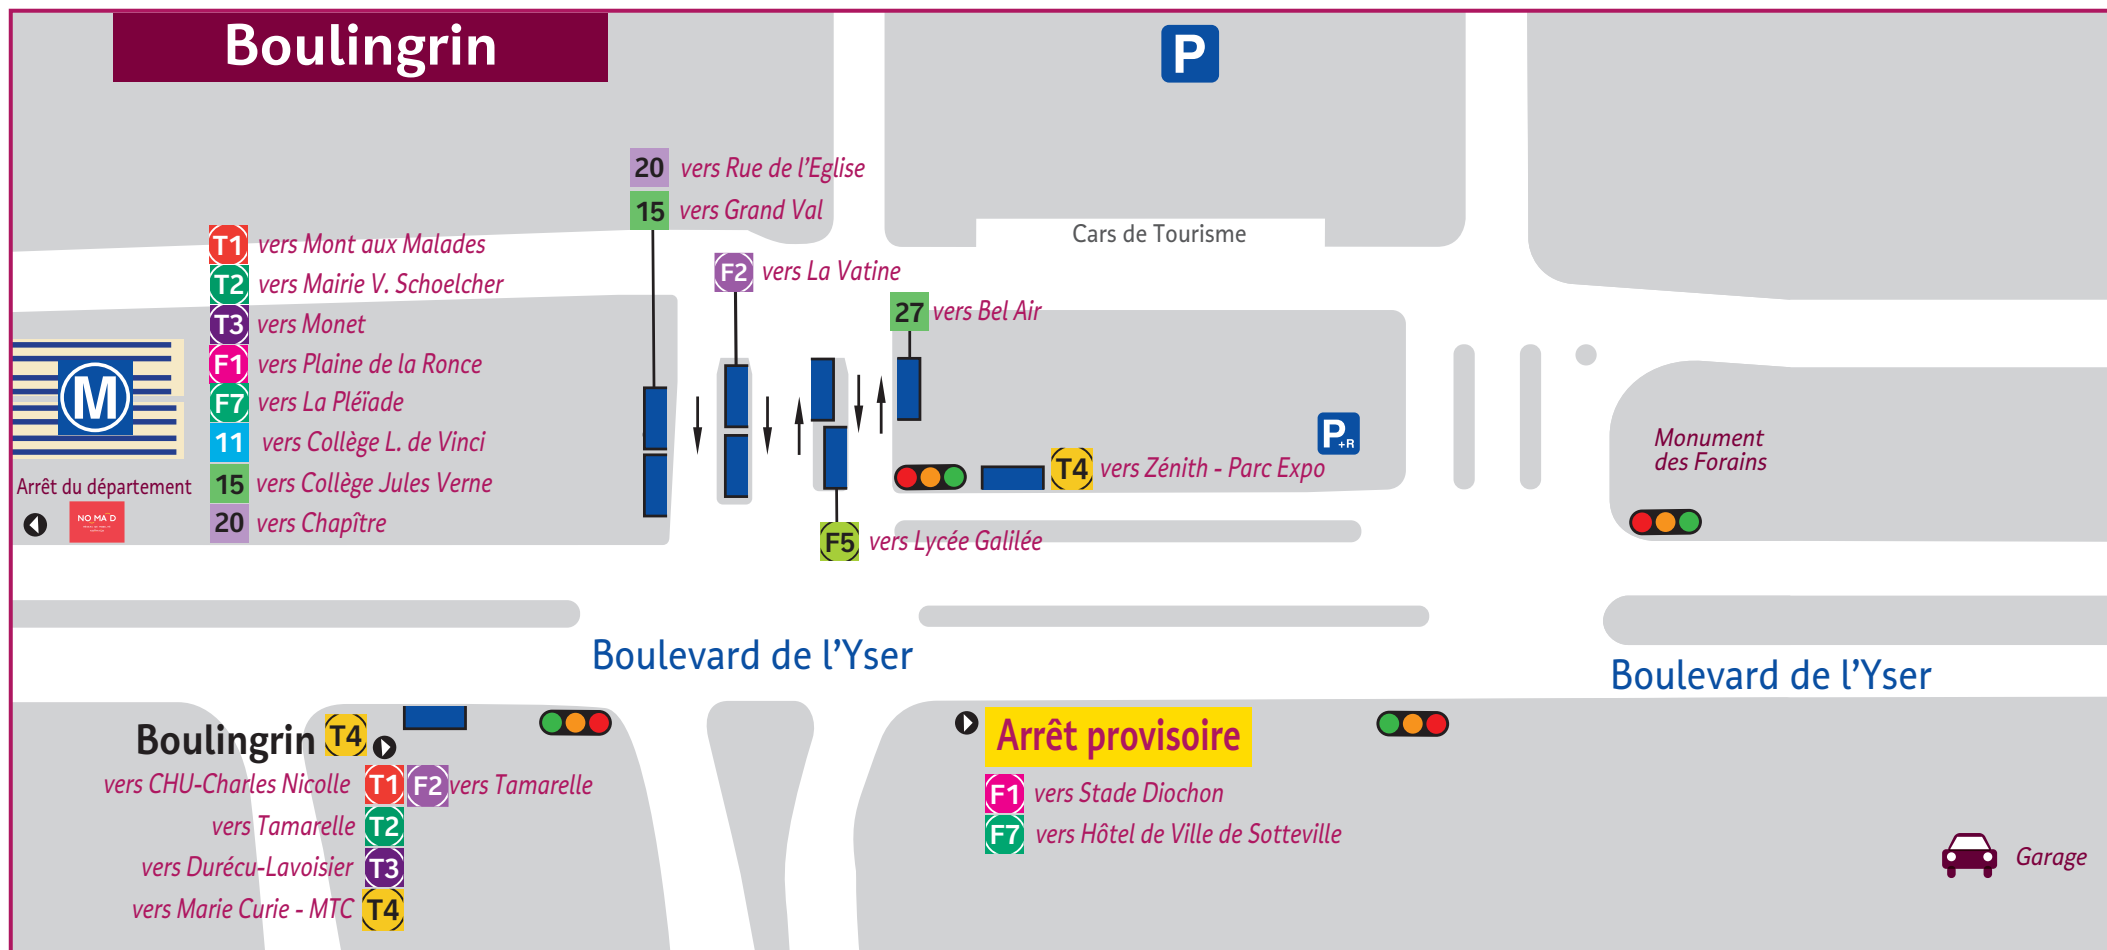 Boulingrin
P
20 vers Rue de l'Eglise
15 vers Grand Val
Cars de Tourisme
T1 vers Mont aux Malades
T2 vers Mairie V. Schoelcher
T3 vers Monet
F1 vers Plaine de la Ronce
F7 vers La Pléïade
11 vers Collège L. de Vinci
15 vers Collège Jules Verne
20 vers Chapître
M
Arrêt du département
NOMAD
F2 vers La Vatine
27 vers Bel Air
P+R
T4 vers Zénith - Parc Expo
F5 vers Lycée Galilée
Monument
des Forains
Boulevard de l'Yser
Boulevard de l'Yser
Boulingrin T4
vers CHU-Charles Nicolle T1 F2 vers Tamarelle
vers Tamarelle T2
vers Durécu-Lavoisier T3
vers Marie Curie - MTC T4
Arrêt provisoire
F1 vers Stade Diochon
F7 vers Hôtel de Ville de Sotteville
Garage